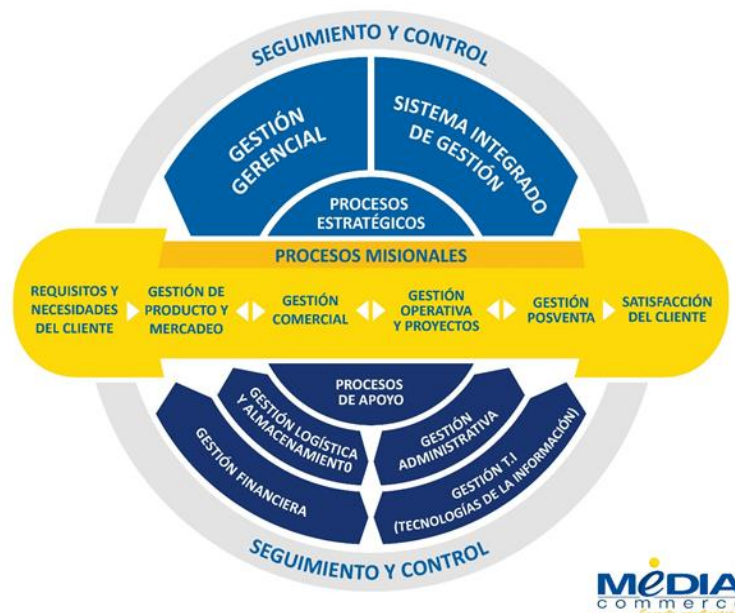 SEGUIMIENTO Y CONTROL
GESTIÓN
GERENCIAL
SISTEMA INTEGRADO
DE GESTIÓN
PROCESOS
ESTRATÉGICOS
PROCESOS MISIONALES
REQUISITOS Y
NECESIDADES
DEL CLIENTE
GESTIÓN DE
PRODUCTO Y
MERCADEO
GESTIÓN
COMERCIAL
GESTIÓN
OPERATIVA
Y PROYECTOS
GESTIÓN
POSVENTA
SATISFACCIÓN
DEL CLIENTE
PROCESOS
DE APOYO
GESTIÓN LOGÍSTICA
Y ALMACENAMIENTO
GESTIÓN
ADMINISTRATIVA
GESTIÓN FINANCIERA
GESTIÓN T.I
(TECNOLOGÍAS DE LA INFORMACIÓN)
SEGUIMIENTO Y CONTROL
MeDIA
commerce